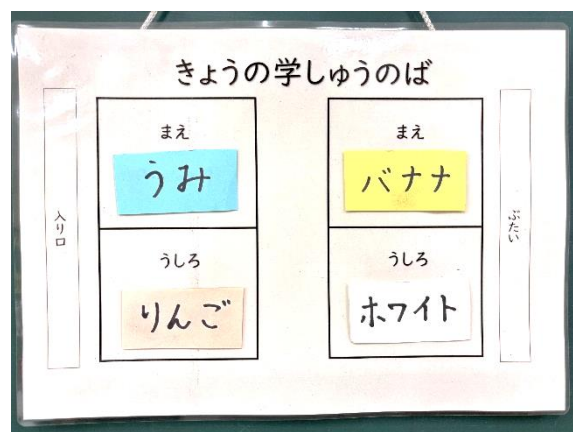 きょうの学しゅうのば
入り口
まえ
うみ
うしろ
りんご
まえ
バナナ
うしろ
ホワイト
ぶたい